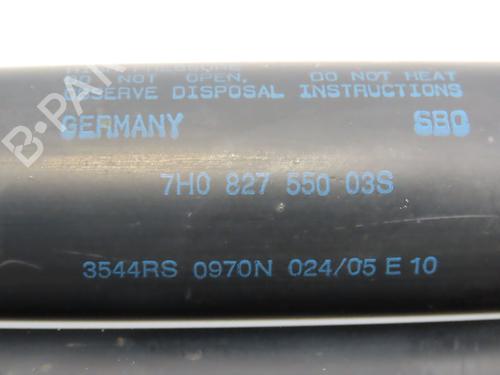 DO NOT OPEN, DO NOT HEAT
OBSERVE DISPOSAL INSTRUCTIONS
GERMANY SBO
7H0 827 550 03S
3544RS 0970N 024/05 E 10
B-PARTS